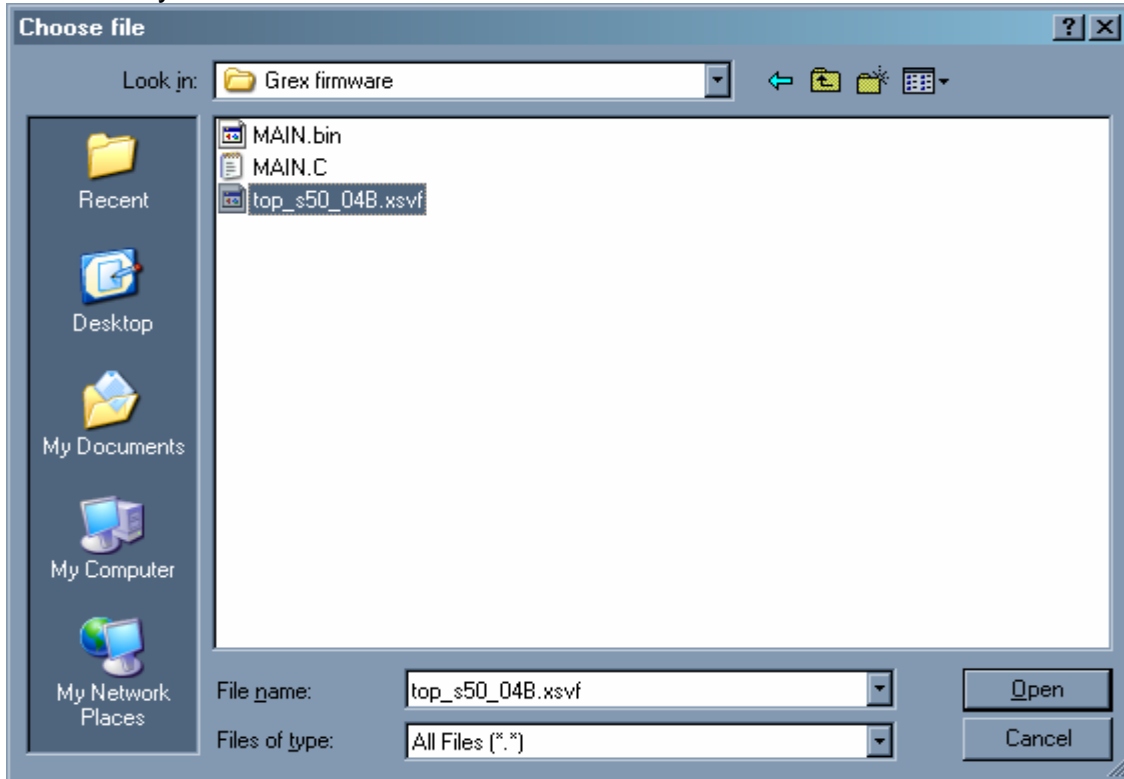 Choose file
Look in:
Grex firmware
MAIN.bin
MAIN.C
top_s50_04B.xsvf
Recent
Desktop
My Documents
My Computer
My Network
Places
File name:
top_s50_04B.xsvf
Open
Files of type:
All Files (*.*)
Cancel